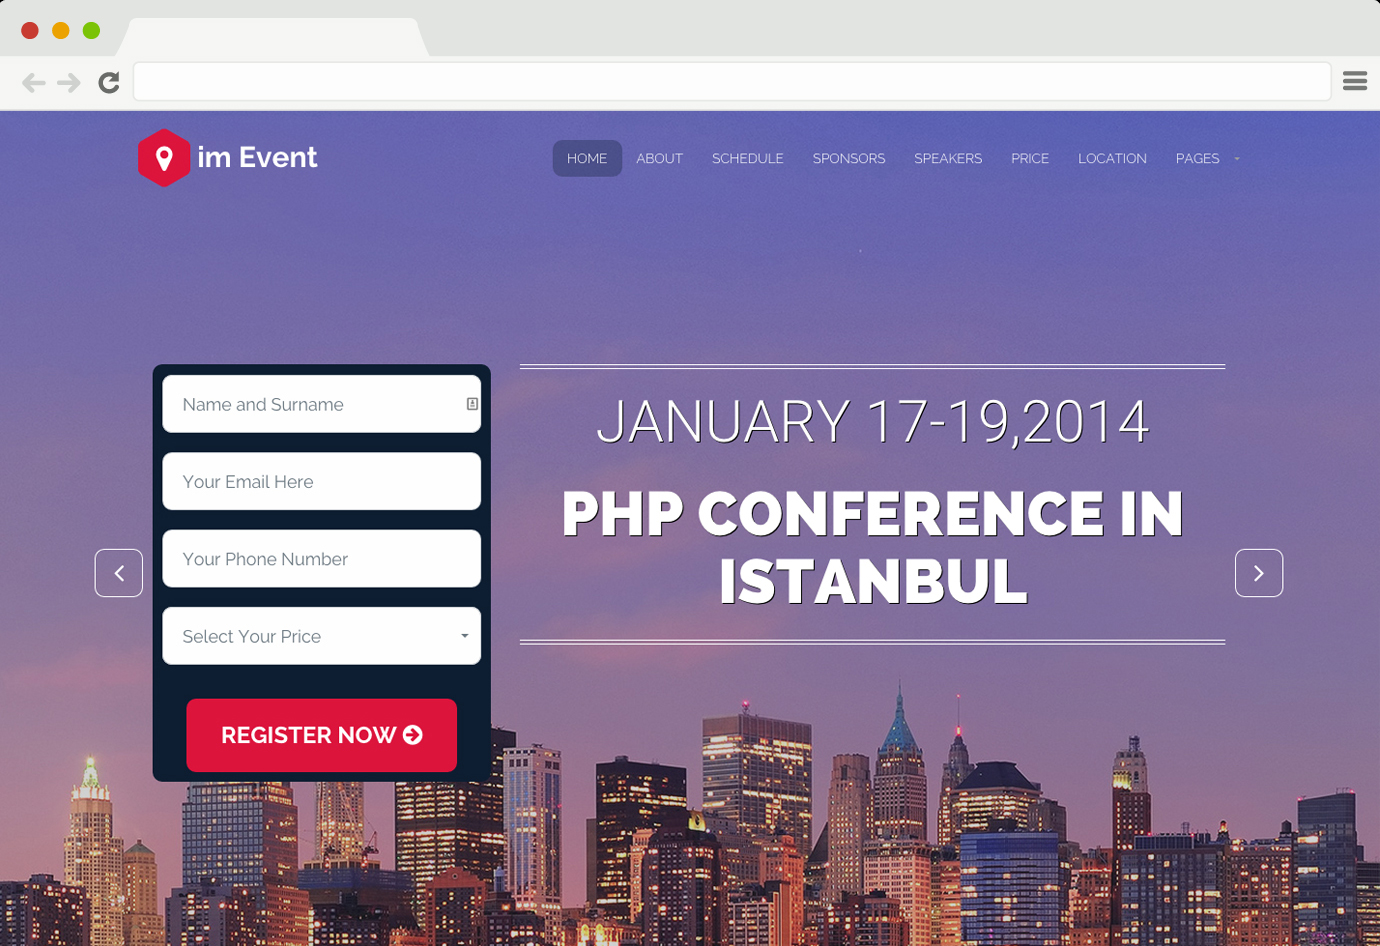 im Event
HOME ABOUT SCHEDULE SPONSORS SPEAKERS PRICE LOCATION PAGES
Name and Surname
Your Email Here
Your Phone Number
Select Your Price
REGISTER NOW
JANUARY 17-19,2014
PHP CONFERENCE IN
ISTANBUL